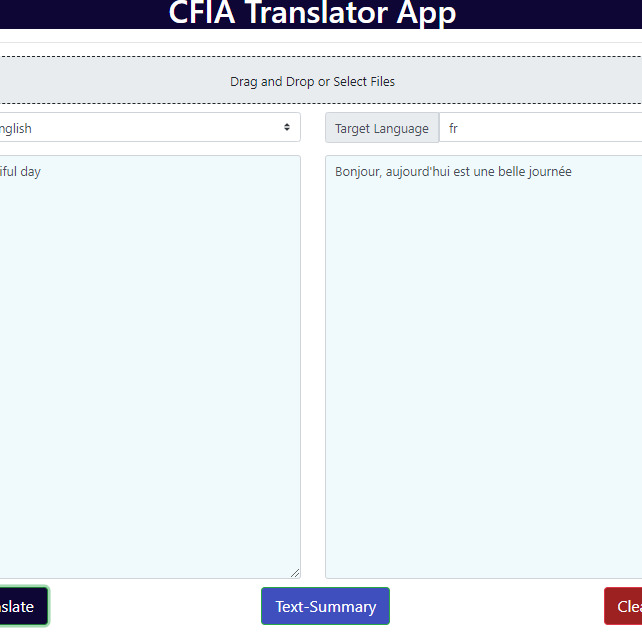 CFIA Translator App
Drag and Drop or Select Files
nglish
Target Language
fr
iful day
Bonjour, aujourd'hui est une belle journée
nslate
Text-Summary
Clea